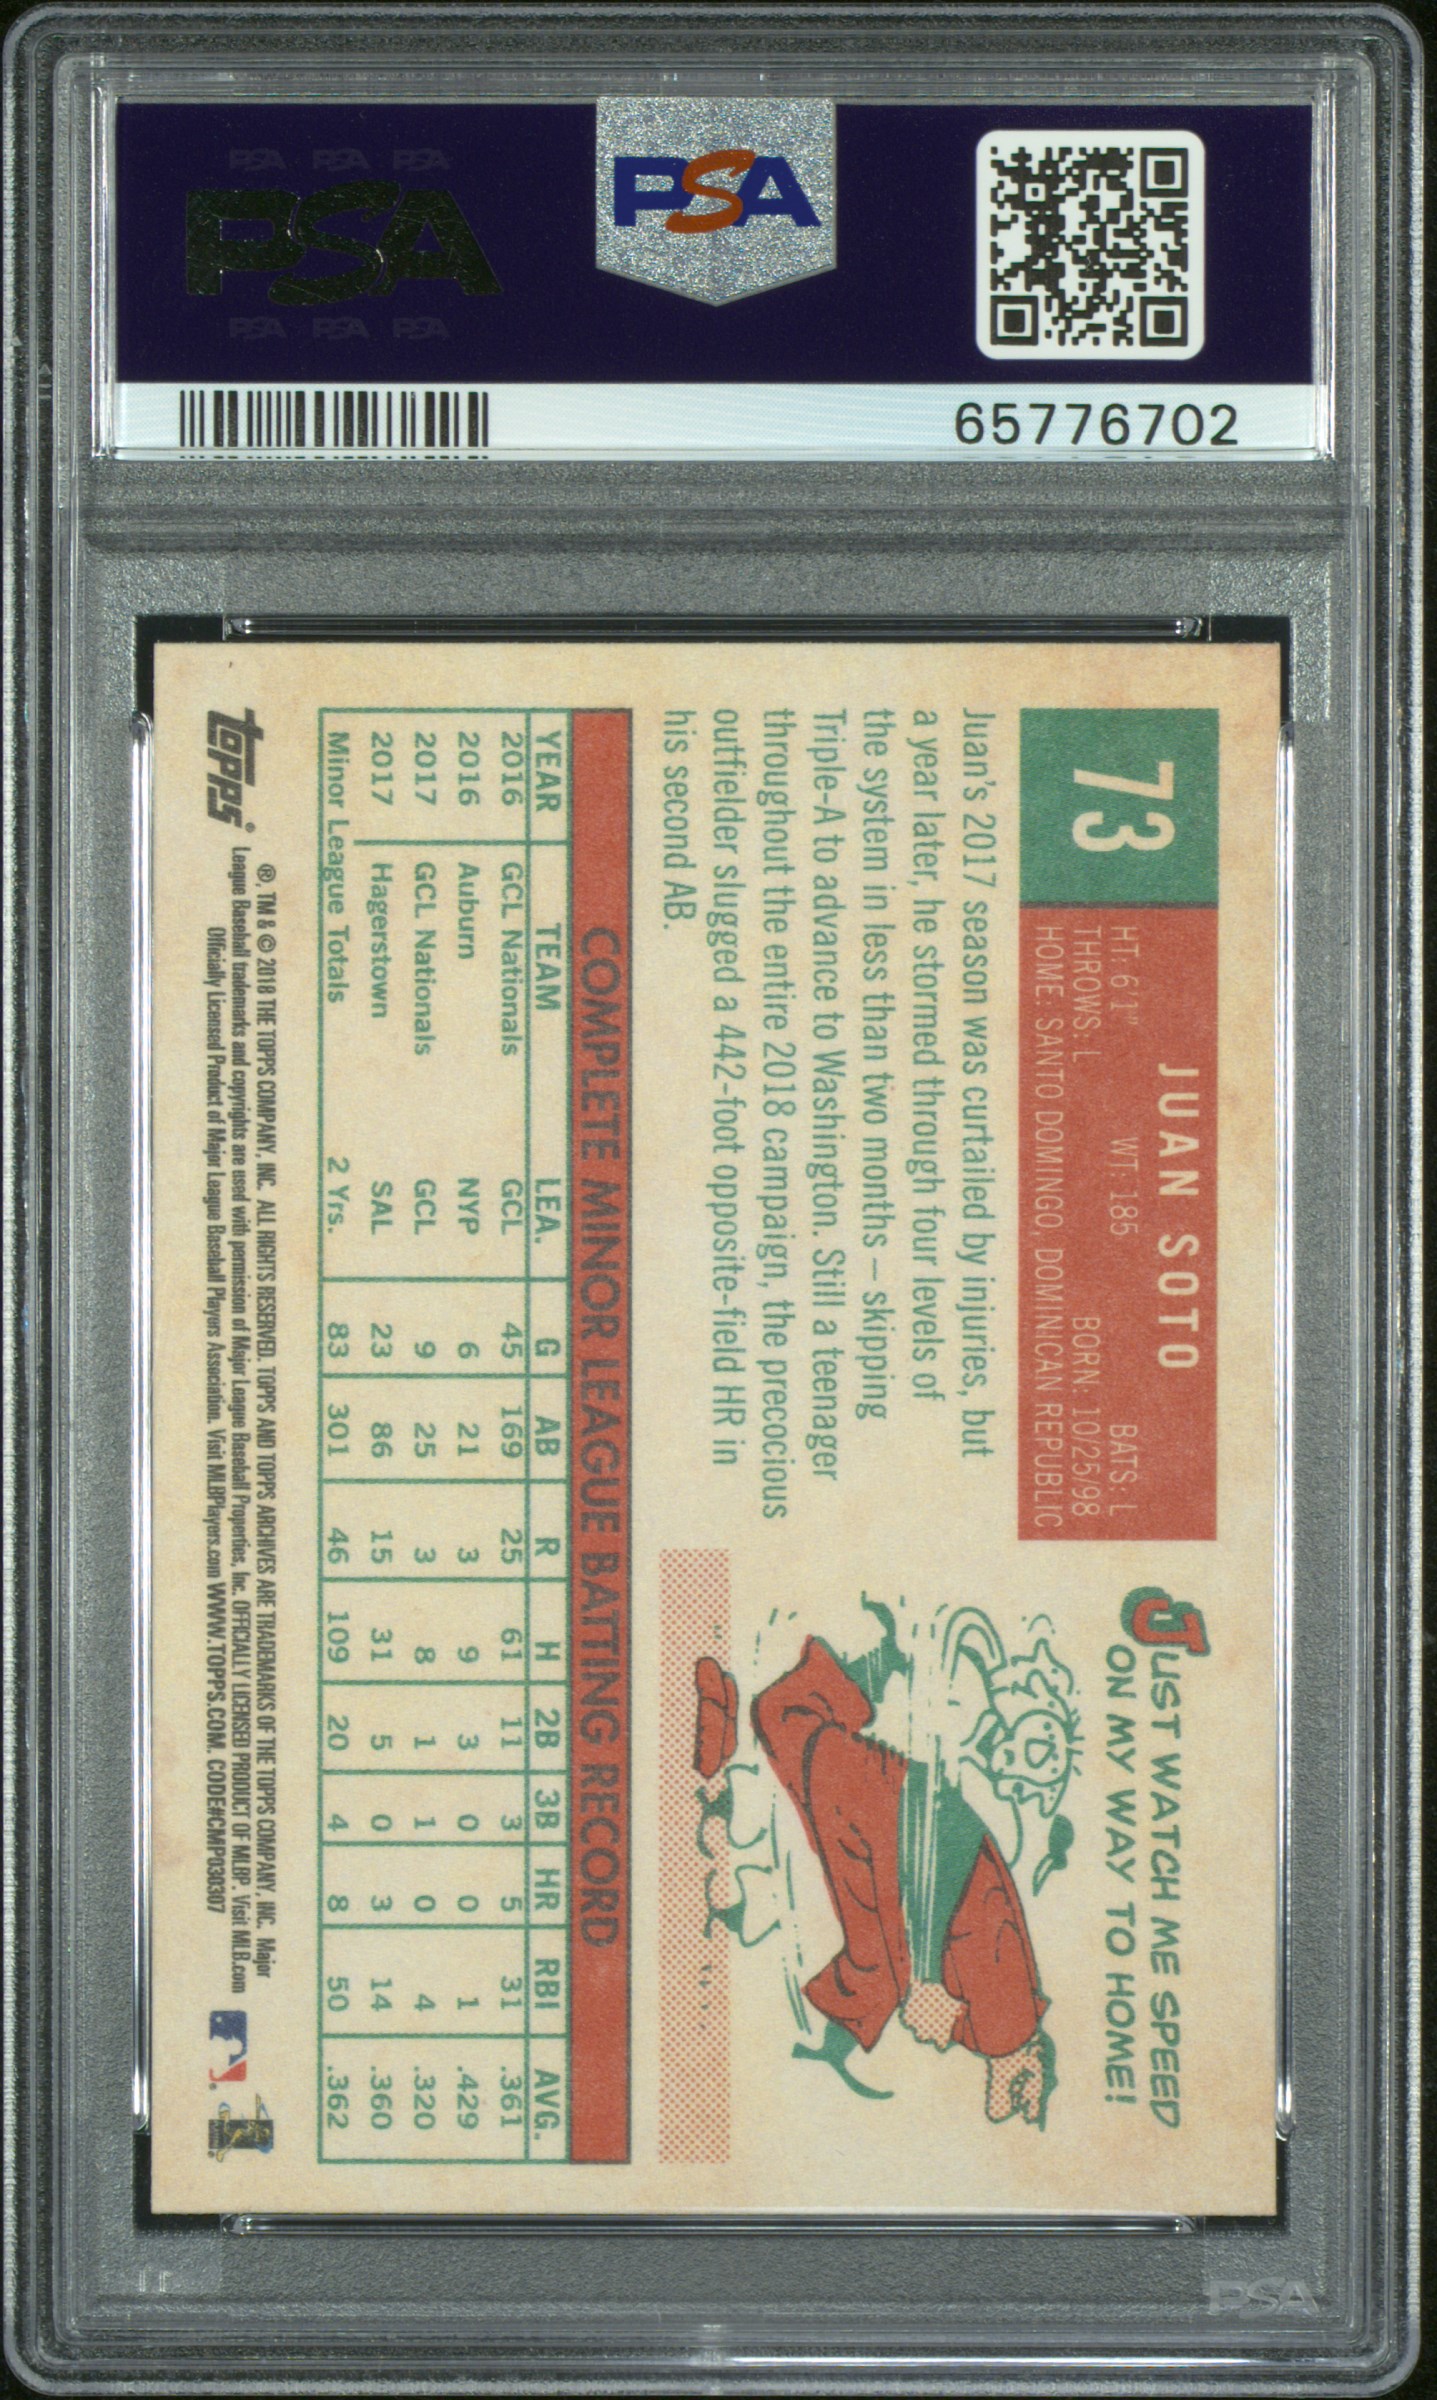 PSA PSA PSA
PSA
PSA PSA PSA
PSA
65776702
73
JUAN SOTO
HT: 6'1" WT: 185 BATS: L
THROWS: L BORN: 10/25/98
HOME: SANTO DOMINGO, DOMINICAN REPUBLIC
Juan's 2017 season was curtailed by injuries, but
a year later, he stormed through four levels of
the system in less than two months – skipping
Triple-A to advance to Washington. Still a teenager
throughout the entire 2018 campaign, the precocious
outfielder slugged a 442-foot opposite-field HR in
his second AB.
JUST WATCH ME SPEED
ON MY WAY TO HOME!
COMPLETE MINOR LEAGUE BATTING RECORD
YEAR TEAM LEA. G AB R H 2B 3B HR RBI AVG.
2016 GCL Nationals GCL 45 169 25 61 11 3 5 31 .361
2016 Auburn NYP 6 21 3 9 3 0 0 1 .429
2017 GCL Nationals GCL 9 25 3 8 1 1 0 4 .320
2017 Hagerstown SAL 23 86 15 31 5 0 3 14 .360
Minor League Totals 2 Yrs. 83 301 46 109 20 4 8 50 .362
topps®
®, TM & © 2018 THE TOPPS COMPANY, INC. ALL RIGHTS RESERVED. TOPPS AND TOPPS ARCHIVES ARE TRADEMARKS OF THE TOPPS COMPANY, INC. Major
League Baseball trademarks and copyrights are used with permission of Major League Baseball Properties, Inc. OFFICIALLY LICENSED PRODUCT OF MLBP. Visit MLB.com
Officially Licensed Product of Major League Baseball Players Association. Visit MLBPlayers.com WWW.TOPPS.COM. CODE#CMP030307
PSA